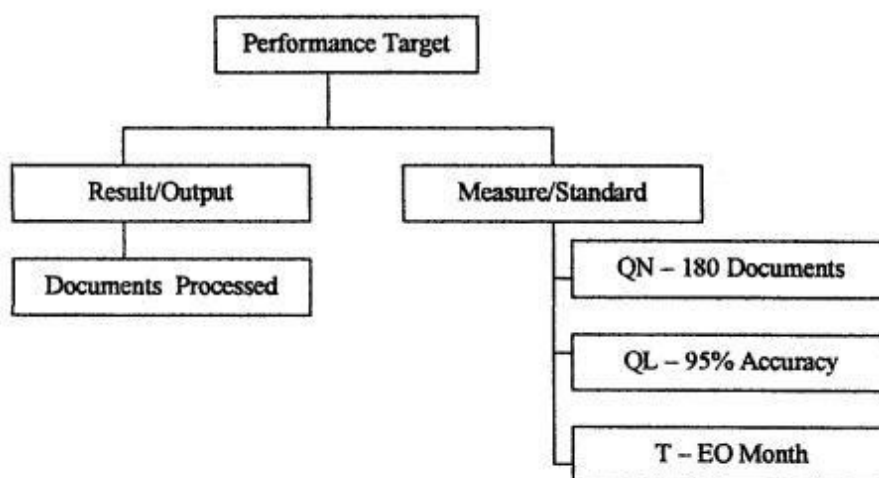 Performance Target
Result/Output
Measure/Standard
Documents Processed
QN – 180 Documents
QL – 95% Accuracy
T – EO Month